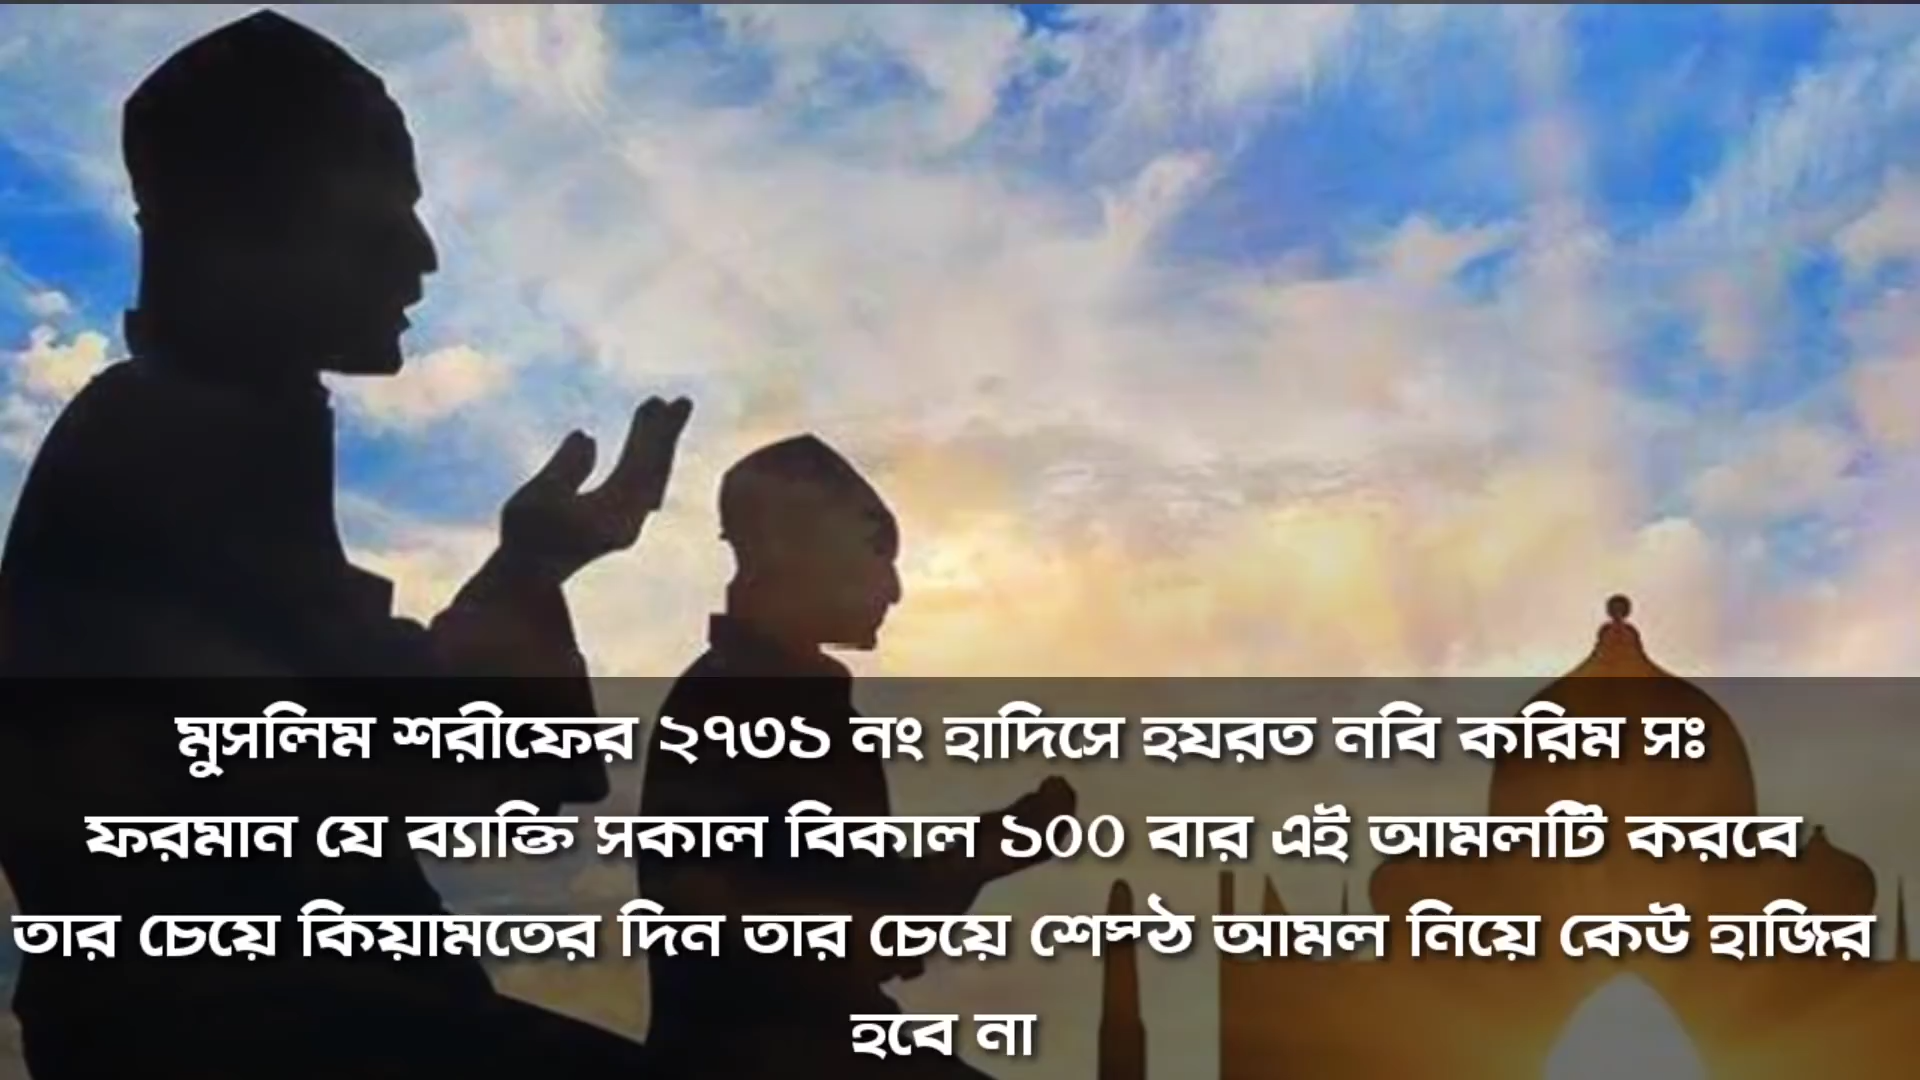 মুসলিম শরীফের ২৭৩১ নং হাদিসে হযরত নবি করিম সঃ
ফরমান যে ব্যাক্তি সকাল বিকাল ১০০ বার এই আমলটি করবে
তার চেয়ে কিয়ামতের দিন তার চেয়ে শেস্ঠ আমল নিয়ে কেউ হাজির
হবে না